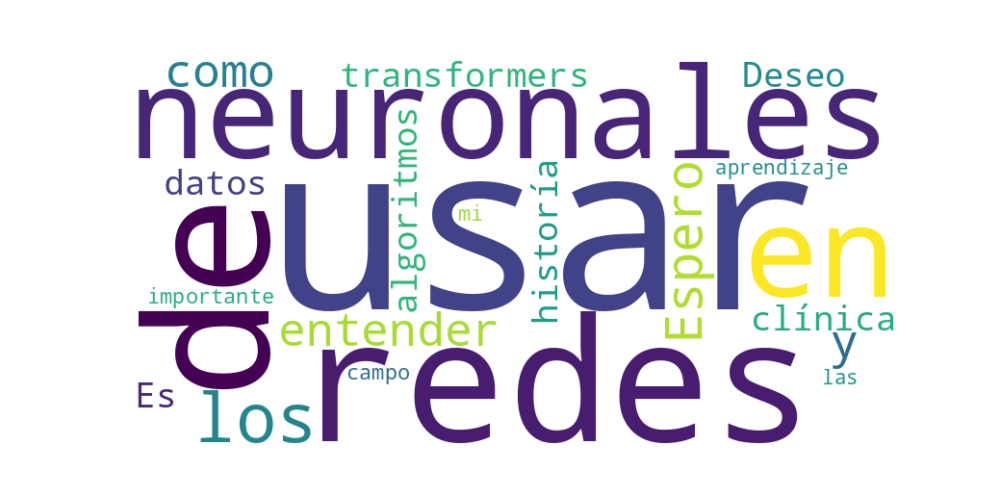 como
transformers
Deseo
neuronales
datos
algoritmos
usar
mi
historía
Espero
aprendizaje
de
en
importante
entender
clínica
y
redes
campo
las
Es
los